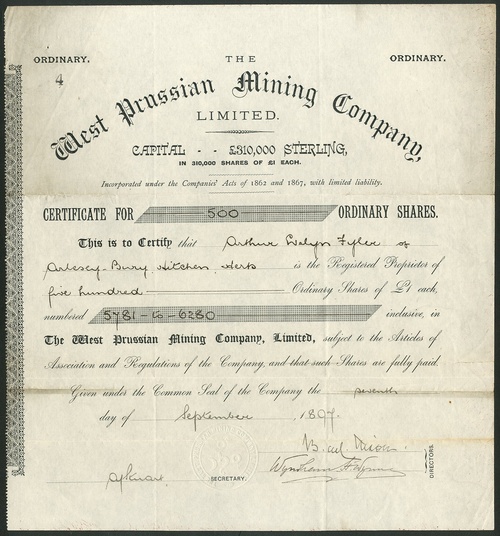 ORDINARY. THE ORDINARY.
4
West Prussian Mining Company,
LIMITED.
CAPITAL - - £310,000 STERLING,
IN 310,000 SHARES OF £1 EACH.
Incorporated under the Companies' Acts of 1862 and 1867, with limited liability.
CERTIFICATE FOR 500 ORDINARY SHARES.
This is to Certify that Arthur Evelyn Fyler of
Arlesey-Bury Hitchen Herts is the Registered Proprietor of
five hundred Ordinary Shares of £1 each,
numbered 5781-to-6280 inclusive, in
The West Prussian Mining Company, Limited, subject to the Articles of
Association and Regulations of the Company, and that such Shares are fully paid.
Given under the Common Seal of the Company the seventh
day of September 1897.
DIRECTORS.
SECRETARY.